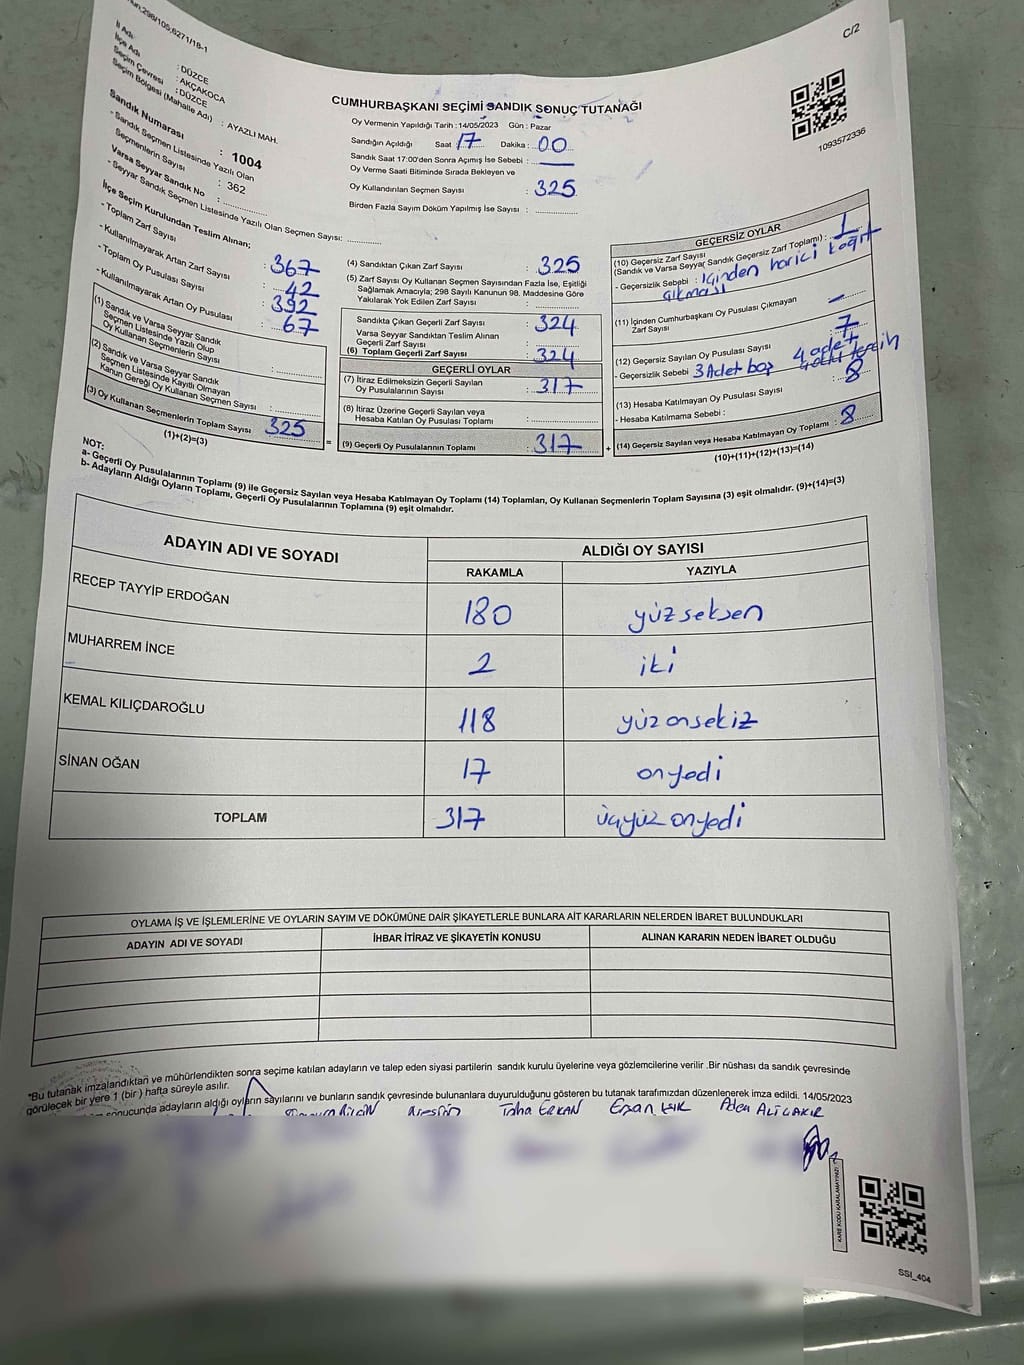 298/105,6271/18-1
C/2
İl Adı : DÜZCE
İlçe Adı : AKÇAKOCA
Seçim Çevresi : DÜZCE
Seçim Bölgesi (Mahalle Adı) : AYAZLI MAH.
Sandık Numarası : 1004
- Sandık Seçmen Listesinde Yazılı Olan Seçmenlerin Sayısı : 362
Varsa Seyyar Sandık No : ............
- Seyyar Sandık Seçmen Listesinde Yazılı Olan Seçmen Sayısı: ............
CUMHURBAŞKANI SEÇİMİ SANDIK SONUÇ TUTANAĞI
Oy Vermenin Yapıldığı Tarih : 14/05/2023 Gün : Pazar
Sandığın Açıldığı Saat 17 Dakika : 00
Sandık Saat 17:00'den Sonra Açımış İse Sebebi :
Oy Verme Saati Bitiminde Sırada Bekleyen ve
Oy Kullandırılan Seçmen Sayısı : 325
Birden Fazla Sayım Döküm Yapılmış İse Sayısı : ............
1093572336
İlçe Seçim Kurulundan Teslim Alınan;
- Toplam Zarf Sayısı : 367
- Kullanılmayarak Artan Zarf Sayısı : 42
- Toplam Oy Pusulası Sayısı : 392
- Kullanılmayarak Artan Oy Pusulası : 67
(1) Sandık ve Varsa Seyyar Sandık
Seçmen Listesinde Yazılı Olup
Oy Kullanan Seçmenlerin Sayısı : ............
(2) Sandık ve Varsa Seyyar Sandık
Seçmen Listesinde Kayıtlı Olmayan
Kanun Gereği Oy Kullanan Seçmen Sayısı : ............
(3) Oy Kullanan Seçmenlerin Toplam Sayısı 325
(1)+(2)=(3)
(4) Sandıktan Çıkan Zarf Sayısı : 325
(5) Zarf Sayısı Oy Kullanan Seçmen Sayısından Fazla İse, Eşitliği
Sağlamak Amacıyla; 298 Sayılı Kanunun 98. Maddesine Göre
Yakılarak Yok Edilen Zarf Sayısı : ............
Sandıkta Çıkan Geçerli Zarf Sayısı : 324
Varsa Seyyar Sandıktan Teslim Alınan
Geçerli Zarf Sayısı : ............
(6) Toplam Geçerli Zarf Sayısı : 324
GEÇERLİ OYLAR
(7) İtiraz Edilmeksizin Geçerli Sayılan
Oy Pusulalarının Sayısı : 317
(8) İtiraz Üzerine Geçerli Sayılan veya
Hesaba Katılan Oy Pusulası Toplamı : ............
= (9) Geçerli Oy Pusulalarının Toplamı : 317 +
GEÇERSİZ OYLAR
(10) Geçersiz Zarf Sayısı
(Sandık ve Varsa Seyyar Sandık Geçersiz Zarf Toplamı) : 1
- Geçersizlik Sebebi : İçinden harici kağıt
çıkması
(11) İçinden Cumhurbaşkanı Oy Pusulası Çıkmayan
Zarf Sayısı : –
(12) Geçersiz Sayılan Oy Pusulası Sayısı : 7
- Geçersizlik Sebebi 3 Adet boş 4 adet tercih
(13) Hesaba Katılmayan Oy Pusulası Sayısı : 8
- Hesaba Katılmama Sebebi :
(14) Geçersiz Sayılan veya Hesaba Katılmayan Oy Toplamı : 8
(10)+(11)+(12)+(13)=(14)
NOT:
a- Geçerli Oy Pusulalarının Toplamı (9) ile Geçersiz Sayılan veya Hesaba Katılmayan Oy Toplamı (14) Toplamları, Oy Kullanan Seçmenlerin Toplam Sayısına (3) eşit olmalıdır. (9)+(14)=(3)
b- Adayların Aldığı Oyların Toplamı, Geçerli Oy Pusulalarının Toplamına (9) eşit olmalıdır.
ADAYIN ADI VE SOYADI ALDIĞI OY SAYISI
RAKAMLA YAZIYLA
RECEP TAYYİP ERDOĞAN 180 yüzseksen
MUHARREM İNCE 2 iki
KEMAL KILIÇDAROĞLU 118 yüz onsekiz
SİNAN OĞAN 17 onyedi
TOPLAM 317 üçyüz onyedi
OYLAMA İŞ VE İŞLEMLERİNE VE OYLARIN SAYIM VE DÖKÜMÜNE DAİR ŞİKAYETLERLE BUNLARA AİT KARARLARIN NELERDEN İBARET BULUNDUKLARI
ADAYIN ADI VE SOYADI İHBAR İTİRAZ VE ŞİKAYETİN KONUSU ALINAN KARARIN NEDEN İBARET OLDUĞU
*Bu tutanak imzalandıktan ve mühürlendikten sonra seçime katılan adayların ve talep eden siyasi partilerin sandık kurulu üyelerine veya gözlemcilerine verilir .Bir nüshası da sandık çevresinde
görülecek bir yere 1 (bir) hafta süreyle asılır.
sonucunda adayların aldığı oyların sayılarını ve bunların sandık çevresinde bulunanlara duyurulduğunu gösteren bu tutanak tarafımızdan düzenlenerek imza edildi. 14/05/2023
Taha ERKAN Adem ALİ ÇAKIR
KARE KODU KARALAMAYINIZ!
SSI_404